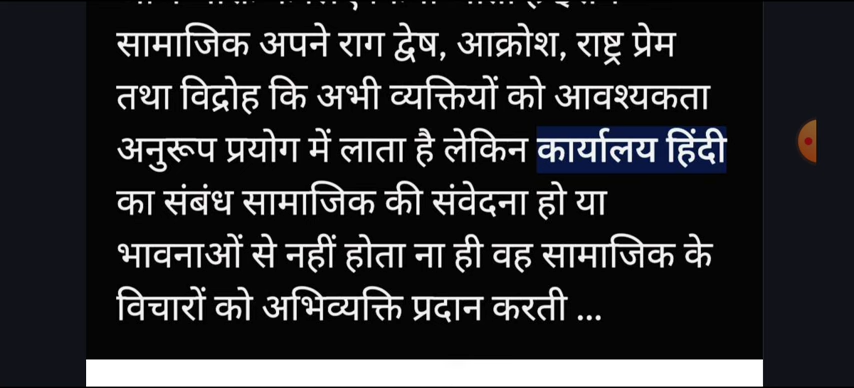 सामाजिक अपने राग द्वेष, आक्रोश, राष्ट्र प्रेम
तथा विद्रोह कि अभी व्यक्तियों को आवश्यकता
अनुरूप प्रयोग में लाता है लेकिन कार्यालय हिंदी
का संबंध सामाजिक की संवेदना हो या
भावनाओं से नहीं होता ना ही वह सामाजिक के
विचारों को अभिव्यक्ति प्रदान करती ...